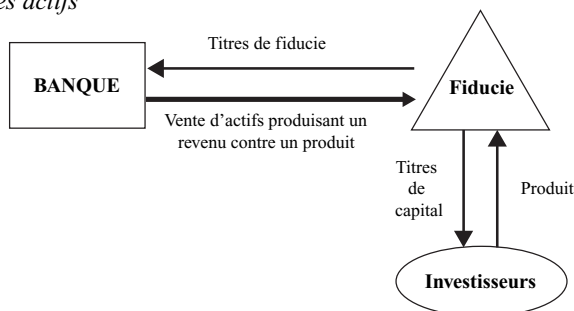 es actifs
Titres de fiducie
BANQUE
Fiducie
Vente d’actifs produisant un
revenu contre un produit
Titres
de
capital
Produit
Investisseurs